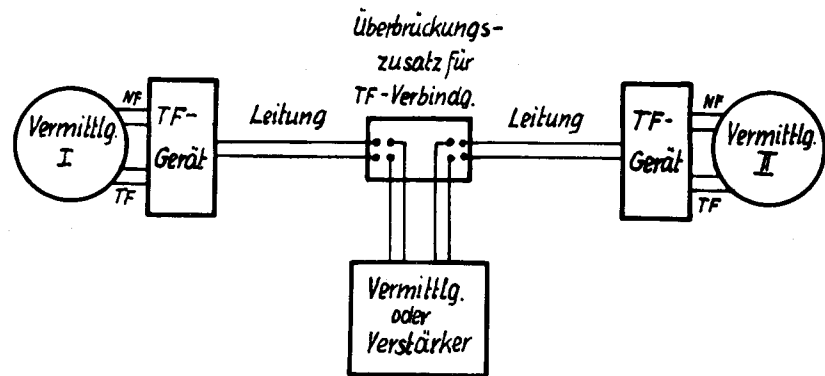 Überbrückungs-
zusatz für
TF-Verbindg.
Vermittlg.
I
NF
TF
TF-
Gerät
Leitung
Leitung
TF-
Gerät
NF
TF
Vermittlg.
II
Vermittlg.
oder
Verstärker